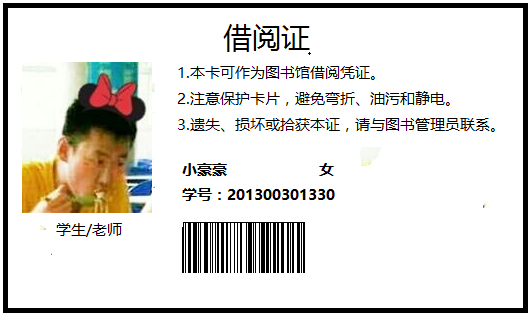 借阅证
1.本卡可作为图书馆借阅凭证。
2.注意保护卡片，避免弯折、油污和静电。
3.遗失、损坏或拾获本证，请与图书管理员联系。
小豪豪 女
学号：201300301330
学生/老师